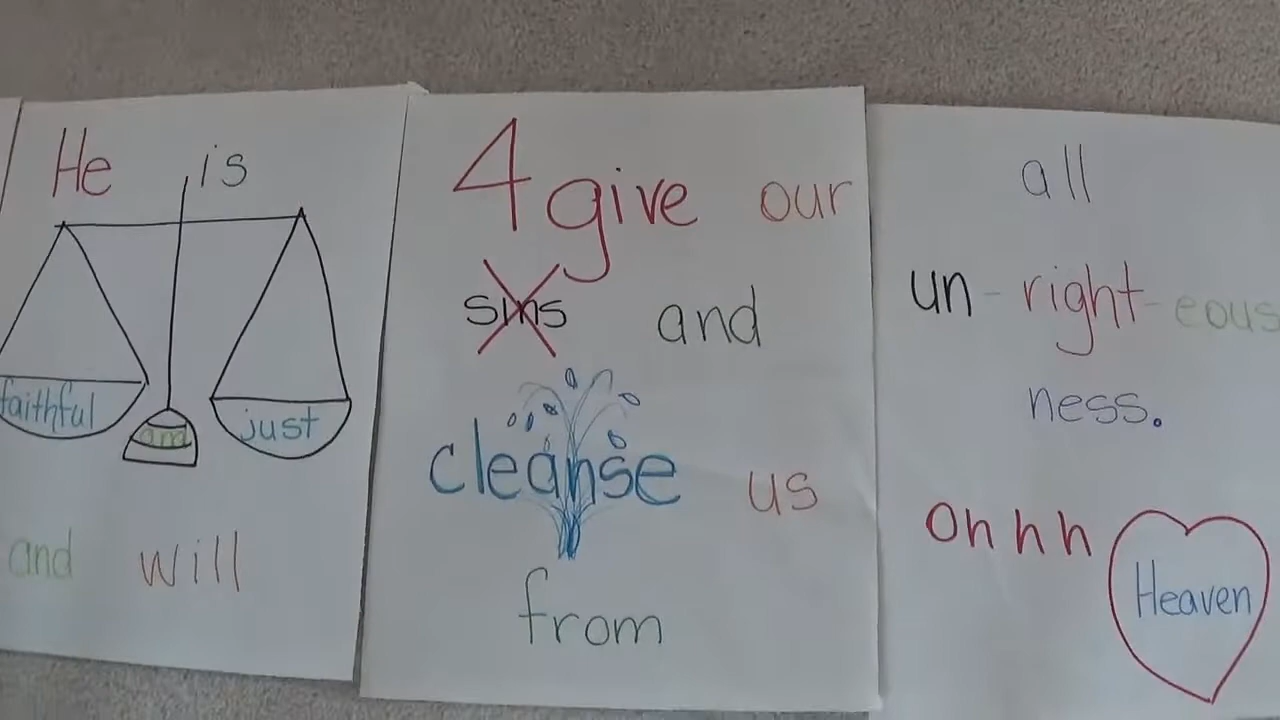 He is
faithful and just
and will
4give our
sins and
cleanse us
from
all
un-right-eous
ness.
Ohhh Heaven